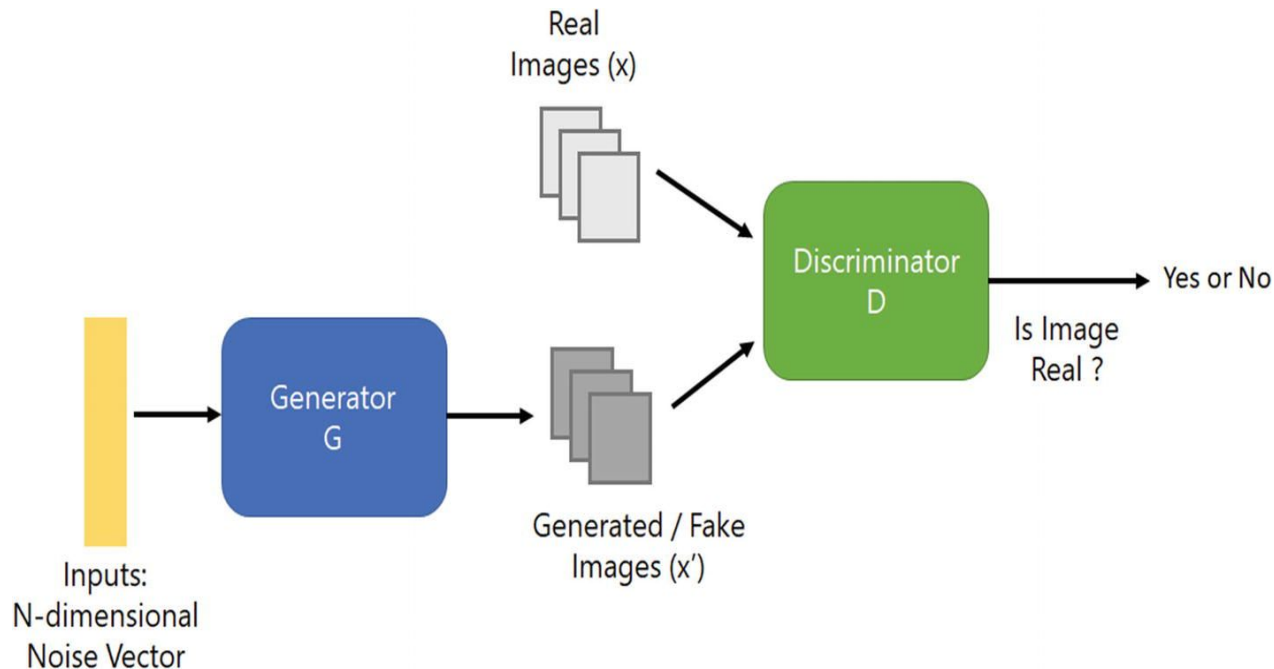 Real
Images (x)
Discriminator
D
Yes or No
Is Image
Real ?
Generator
G
Generated / Fake
Images (x’)
Inputs:
N-dimensional
Noise Vector